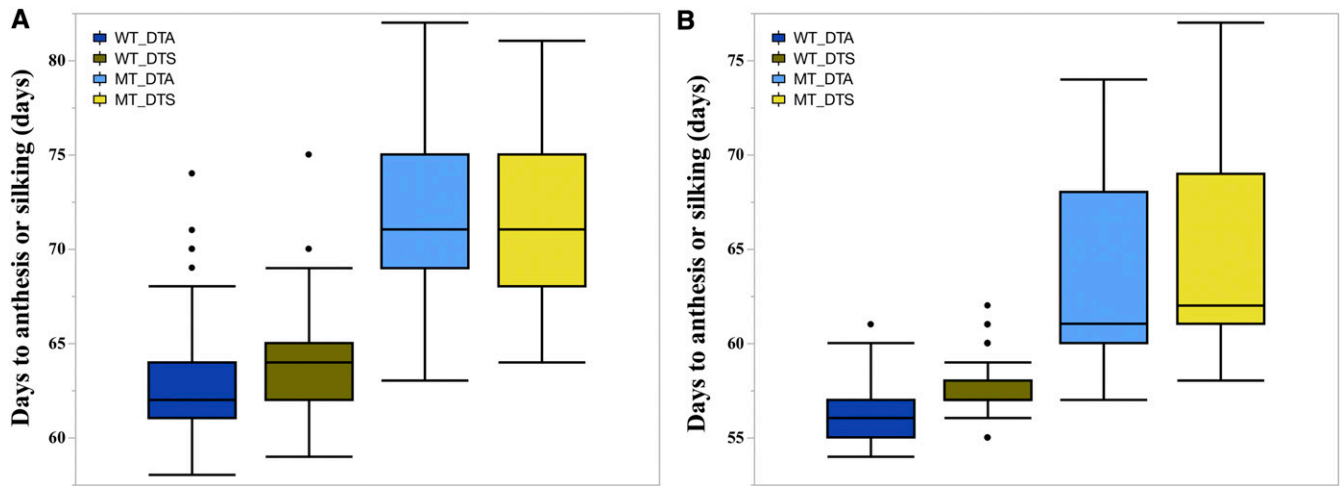 A
WT_DTA
WT_DTS
MT_DTA
MT_DTS
Days to anthesis or silking (days)
80
75
70
65
60
B
WT_DTA
WT_DTS
MT_DTA
MT_DTS
Days to anthesis or silking (days)
75
70
65
60
55